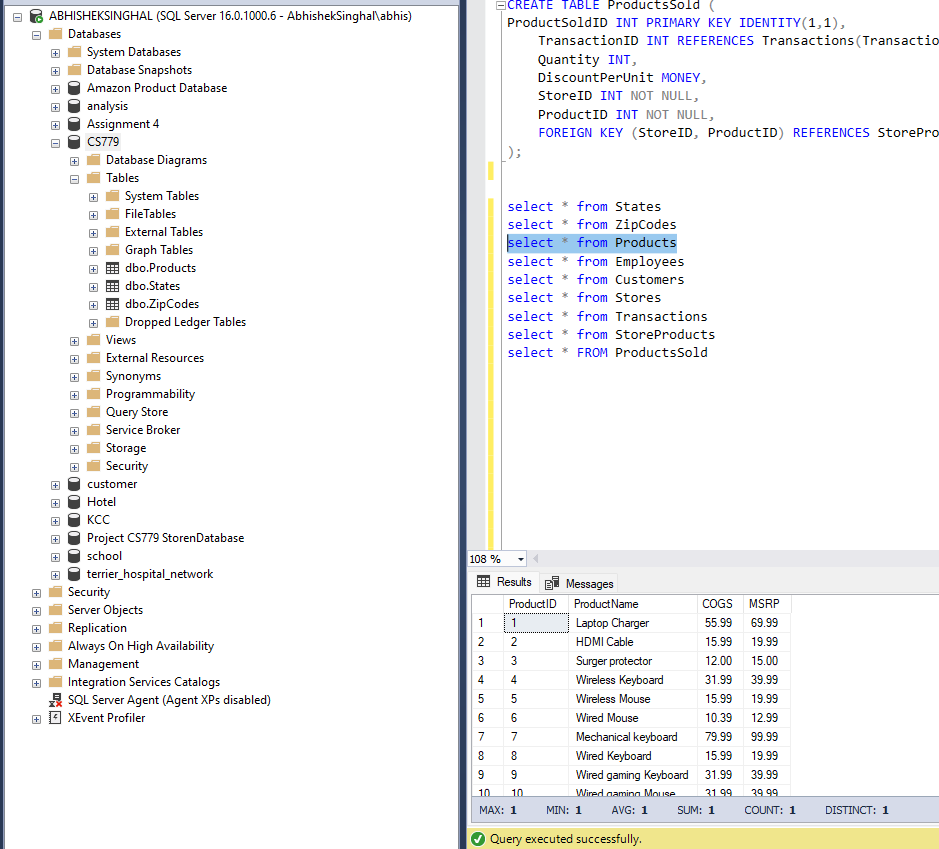 ABHISHEKSINGHAL (SQL Server 16.0.1000.6 - AbhishekSinghal\abhis)
Databases
System Databases
Database Snapshots
Amazon Product Database
analysis
Assignment 4
CS779
Database Diagrams
Tables
System Tables
FileTables
External Tables
Graph Tables
dbo.Products
dbo.States
dbo.ZipCodes
Dropped Ledger Tables
Views
External Resources
Synonyms
Programmability
Query Store
Service Broker
Storage
Security
customer
Hotel
KCC
Project CS779 StorenDatabase
school
terrier_hospital_network
Security
Server Objects
Replication
Always On High Availability
Management
Integration Services Catalogs
SQL Server Agent (Agent XPs disabled)
XEvent Profiler
CREATE TABLE ProductsSold (
ProductSoldID INT PRIMARY KEY IDENTITY(1,1),
TransactionID INT REFERENCES Transactions(Transactio
Quantity INT,
DiscountPerUnit MONEY,
StoreID INT NOT NULL,
ProductID INT NOT NULL,
FOREIGN KEY (StoreID, ProductID) REFERENCES StorePro
);
select * from States
select * from ZipCodes
select * from Products
select * from Employees
select * from Customers
select * from Stores
select * from Transactions
select * from StoreProducts
select * FROM ProductsSold
108 %
Results Messages
ProductID ProductName COGS MSRP
1 1 Laptop Charger 55.99 69.99
2 2 HDMI Cable 15.99 19.99
3 3 Surger protector 12.00 15.00
4 4 Wireless Keyboard 31.99 39.99
5 5 Wireless Mouse 15.99 19.99
6 6 Wired Mouse 10.39 12.99
7 7 Mechanical keyboard 79.99 99.99
8 8 Wired Keyboard 15.99 19.99
9 9 Wired gaming Keyboard 31.99 39.99
10 10 Wired gaming Mouse 31.99 39.99
MAX: 1 MIN: 1 AVG: 1 SUM: 1 COUNT: 1 DISTINCT: 1
Query executed successfully.